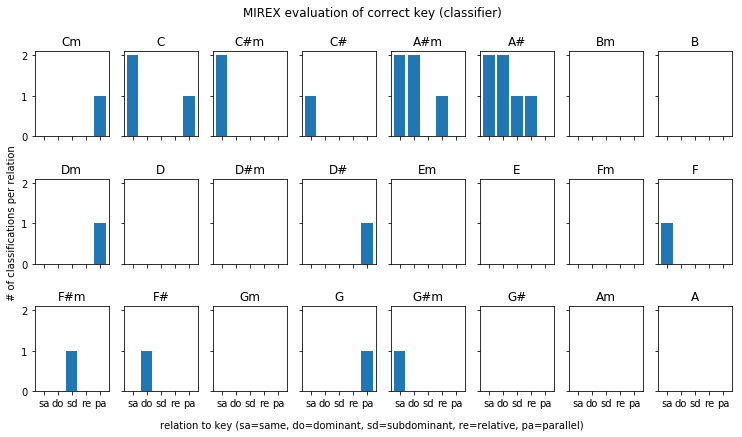 MIREX evaluation of correct key (classifier)
Cm C C#m C# A#m A# Bm B
2
1
0
Dm D D#m D# Em E Fm F
2
1
0
# of classifications per relation
F#m F# Gm G G#m G# Am A
2
1
0
sa do sd re pa sa do sd re pa sa do sd re pa sa do sd re pa sa do sd re pa sa do sd re pa sa do sd re pa sa do sd re pa
relation to key (sa=same, do=dominant, sd=subdominant, re=relative, pa=parallel)